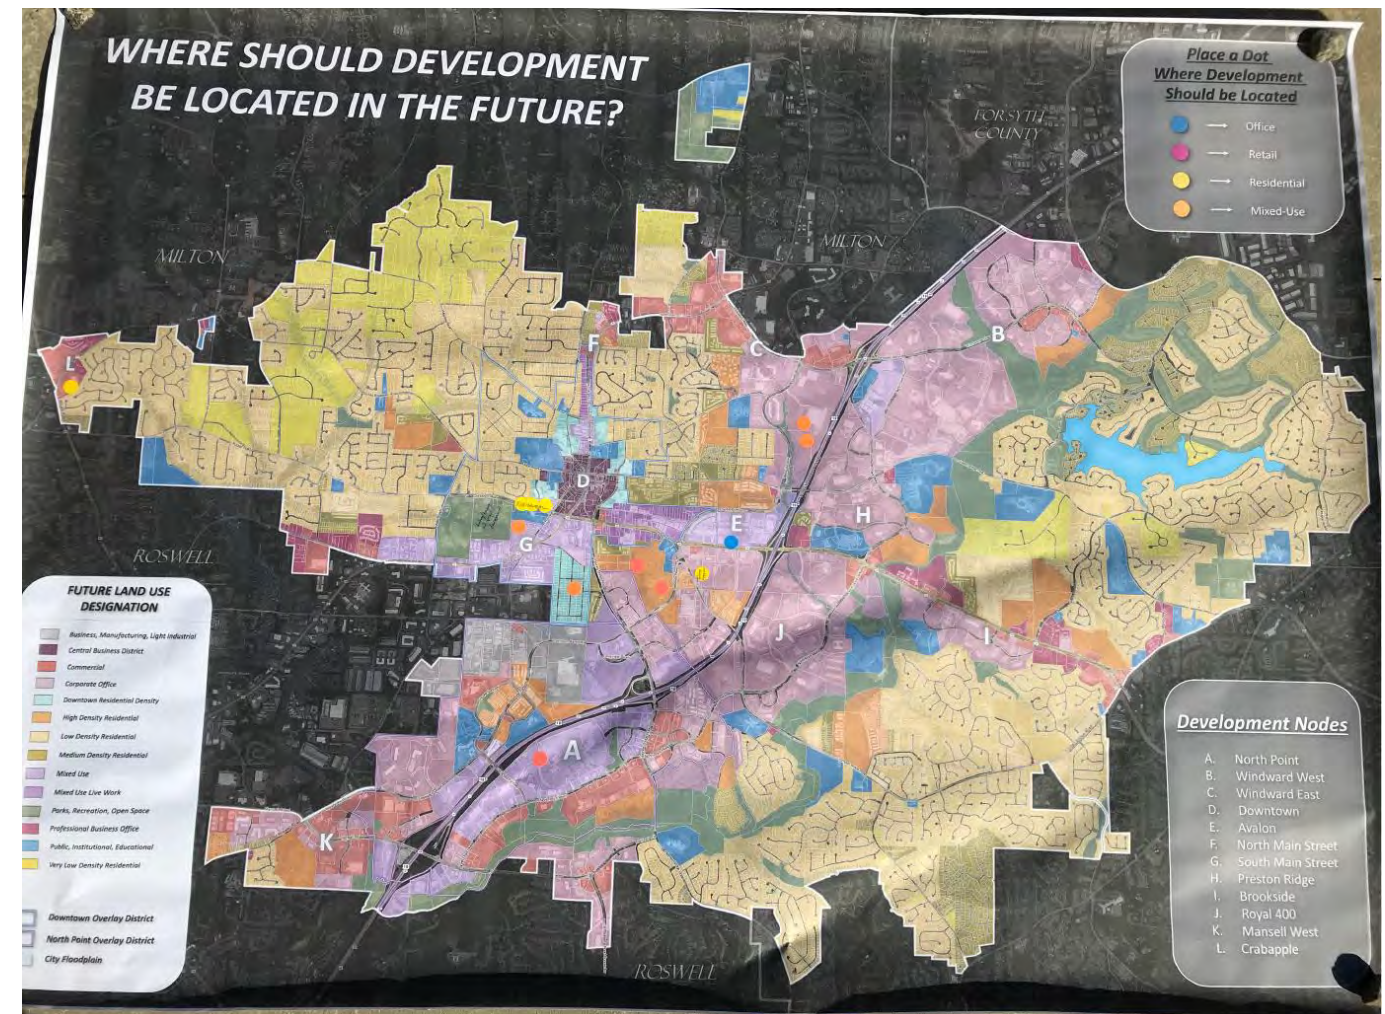 WHERE SHOULD DEVELOPMENT
BE LOCATED IN THE FUTURE?
Place a Dot
Where Development
Should be Located
Office
Retail
Residential
Mixed-Use
FORSYTH
COUNTY
MILTON
MILTON
ROSWELL
ROSWELL
A
B
C
D
E
F
G
H
I
J
K
L
FUTURE LAND USE
DESIGNATION
Business, Manufacturing, Light Industrial
Central Business District
Commercial
Corporate Office
Downtown Residential Density
High Density Residential
Low Density Residential
Medium Density Residential
Mixed Use
Mixed Use Live Work
Parks, Recreation, Open Space
Professional Business Office
Public, Institutional, Educational
Very Low Density Residential
Downtown Overlay District
North Point Overlay District
City Floodplain
Development Nodes
A. North Point
B. Windward West
C. Windward East
D. Downtown
E. Avalon
F. North Main Street
G. South Main Street
H. Preston Ridge
I. Brookside
J. Royal 400
K. Mansell West
L. Crabapple